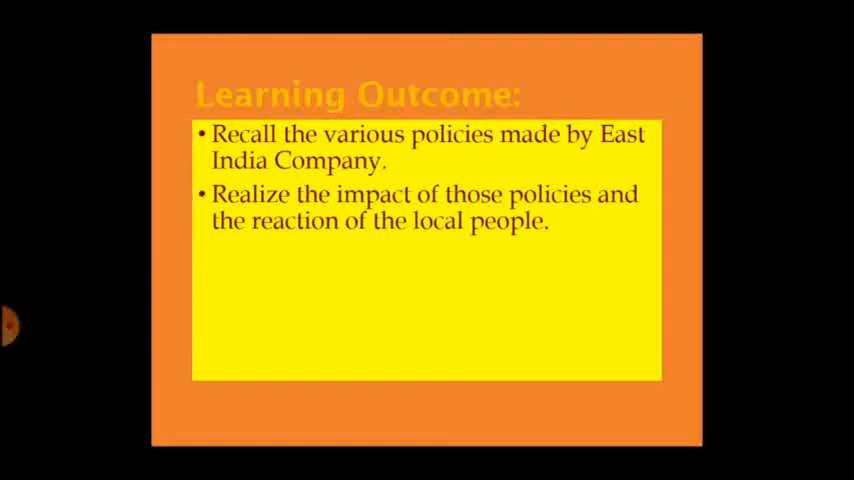 Learning Outcome:
• Recall the various policies made by East
India Company.
• Realize the impact of those policies and
the reaction of the local people.